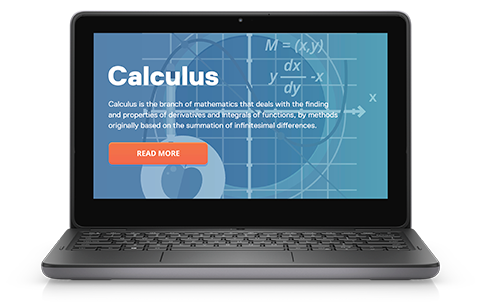 M = (x,y)
Calculus
y dx/dy -x
x
Calculus is the branch of mathematics that deals with the finding
and properties of derivatives and integrals of functions, by methods
originally based on the summation of infinitesimal differences.
READ MORE